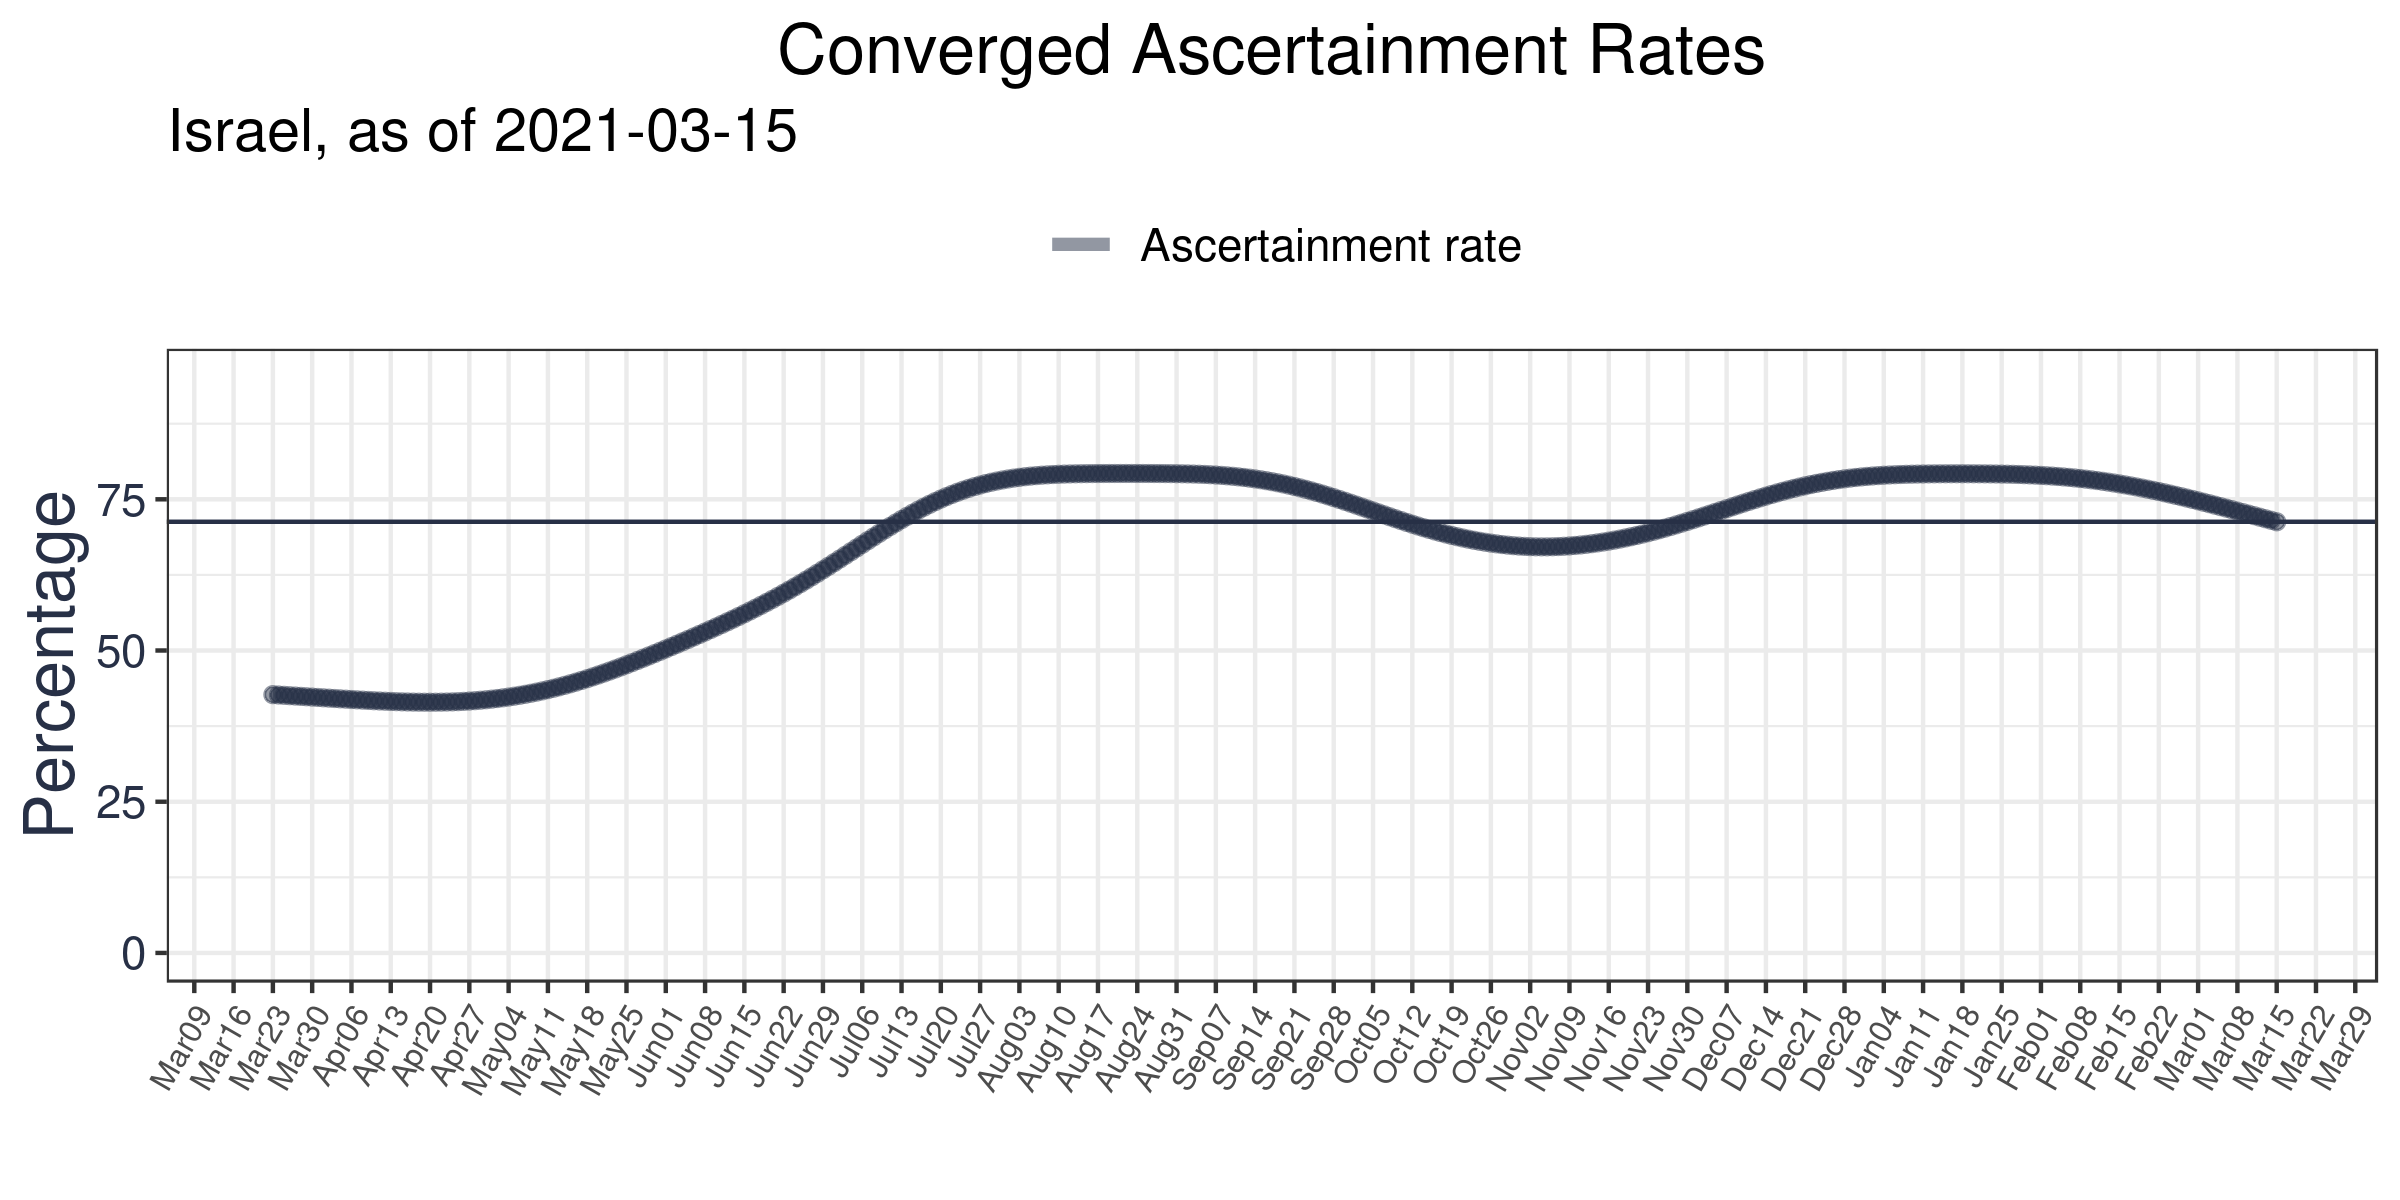 Converged Ascertainment Rates
Israel, as of 2021-03-15
Ascertainment rate
Percentage
75
50
25
0
Mar09 Mar16 Mar23 Mar30 Apr06 Apr13 Apr20 Apr27 May04 May11 May18 May25 Jun01 Jun08 Jun15 Jun22 Jun29 Jul06 Jul13 Jul20 Jul27 Aug03 Aug10 Aug17 Aug24 Aug31 Sep07 Sep14 Sep21 Sep28 Oct05 Oct12 Oct19 Oct26 Nov02 Nov09 Nov16 Nov23 Nov30 Dec07 Dec14 Dec21 Dec28 Jan04 Jan11 Jan18 Jan25 Feb01 Feb08 Feb15 Feb22 Mar01 Mar08 Mar15 Mar22 Mar29